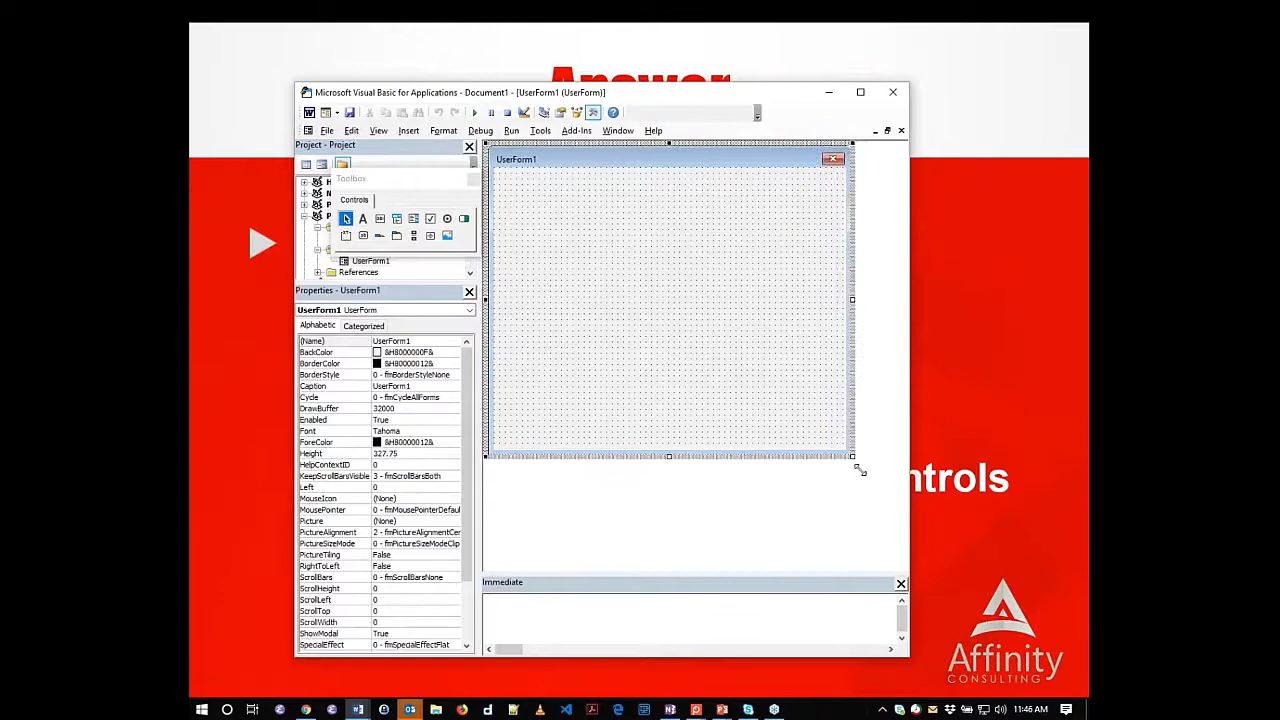 Answer
Microsoft Visual Basic for Applications - Document1 - [UserForm1 (UserForm)]
File Edit View Insert Format Debug Run Tools Add-Ins Window Help
Project - Project
Toolbox
Controls
UserForm1
References
Properties - UserForm1
UserForm1 UserForm
Alphabetic Categorized
(Name) UserForm1
BackColor &H8000000F&
BorderColor &H80000012&
BorderStyle 0 - fmBorderStyleNone
Caption UserForm1
Cycle 0 - fmCycleAllForms
DrawBuffer 32000
Enabled True
Font Tahoma
ForeColor &H80000012&
Height 327.75
HelpContextID 0
KeepScrollBarsVisible 3 - fmScrollBarsBoth
Left 0
MouseIcon (None)
MousePointer 0 - fmMousePointerDefaul
Picture (None)
PictureAlignment 2 - fmPictureAlignmentCer
PictureSizeMode 0 - fmPictureSizeModeClip
PictureTiling False
RightToLeft False
ScrollBars 0 - fmScrollBarsNone
ScrollHeight 0
ScrollLeft 0
ScrollTop 0
ScrollWidth 0
ShowModal True
SpecialEffect 0 - fmSpecialEffectFlat
UserForm1
Immediate
ntrols
Affinity
CONSULTING
11:46 AM